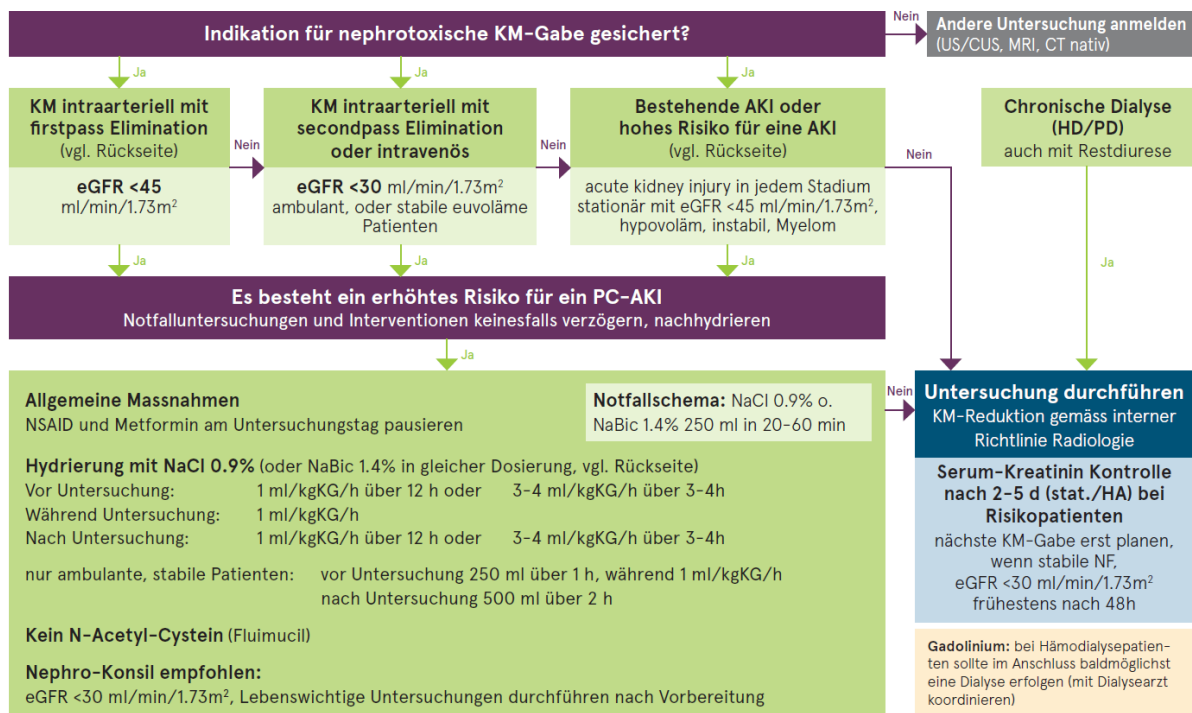 Indikation für nephrotoxische KM-Gabe gesichert?
Nein
Andere Untersuchung anmelden
(US/CUS, MRI, CT nativ)
Ja
Ja
Ja
KM intraarteriell mit
firstpass Elimination
(vgl. Rückseite)
eGFR <45
ml/min/1.73m²
Nein
KM intraarteriell mit
secondpass Elimination
oder intravenös
eGFR <30 ml/min/1.73m²
ambulant, oder stabile euvoläme
Patienten
Nein
Bestehende AKI oder
hohes Risiko für eine AKI
(vgl. Rückseite)
acute kidney injury in jedem Stadium
stationär mit eGFR <45 ml/min/1.73m²,
hypovoläm, instabil, Myelom
Nein
Chronische Dialyse
(HD/PD)
auch mit Restdiurese
Ja
Ja
Ja
Ja
Es besteht ein erhöhtes Risiko für ein PC-AKI
Notfalluntersuchungen und Interventionen keinesfalls verzögern, nachhydrieren
Ja
Allgemeine Massnahmen
NSAID und Metformin am Untersuchungstag pausieren
Notfallschema: NaCl 0.9% o.
NaBic 1.4% 250 ml in 20-60 min
Hydrierung mit NaCl 0.9% (oder NaBic 1.4% in gleicher Dosierung, vgl. Rückseite)
Vor Untersuchung: 1 ml/kgKG/h über 12 h oder 3-4 ml/kgKG/h über 3-4h
Während Untersuchung: 1 ml/kgKG/h
Nach Untersuchung: 1 ml/kgKG/h über 12 h oder 3-4 ml/kgKG/h über 3-4h
nur ambulante, stabile Patienten: vor Untersuchung 250 ml über 1 h, während 1 ml/kgKG/h
nach Untersuchung 500 ml über 2 h
Kein N-Acetyl-Cystein (Fluimucil)
Nephro-Konsil empfohlen:
eGFR <30 ml/min/1.73m², Lebenswichtige Untersuchungen durchführen nach Vorbereitung
Nein
Untersuchung durchführen
KM-Reduktion gemäss interner
Richtlinie Radiologie
Serum-Kreatinin Kontrolle
nach 2-5 d (stat./HA) bei
Risikopatienten
nächste KM-Gabe erst planen,
wenn stabile NF,
eGFR <30 ml/min/1.73m²
frühestens nach 48h
Gadolinium: bei Hämodialysepatien-
ten sollte im Anschluss baldmöglichst
eine Dialyse erfolgen (mit Dialysearzt
koordinieren)